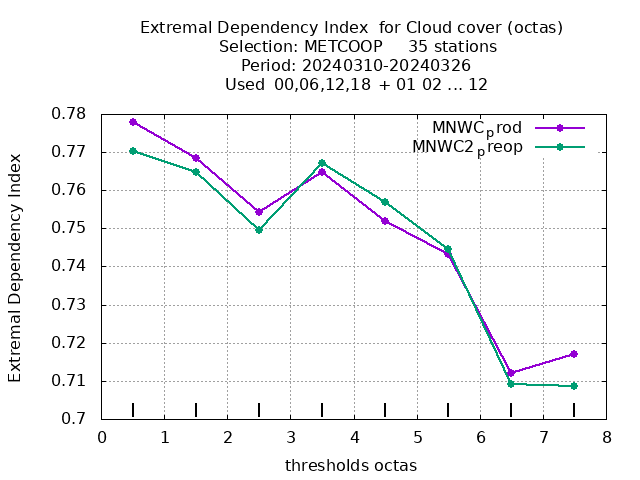 Extremal Dependency Index  for Cloud cover (octas)
Selection: METCOOP     35 stations
Period: 20240310-20240326
Used  00,06,12,18 + 01 02 ... 12
MNWCprod
MNWC2preop
Extremal Dependency Index
0.78
0.77
0.76
0.75
0.74
0.73
0.72
0.71
0.7
0 1 2 3 4 5 6 7 8
thresholds octas